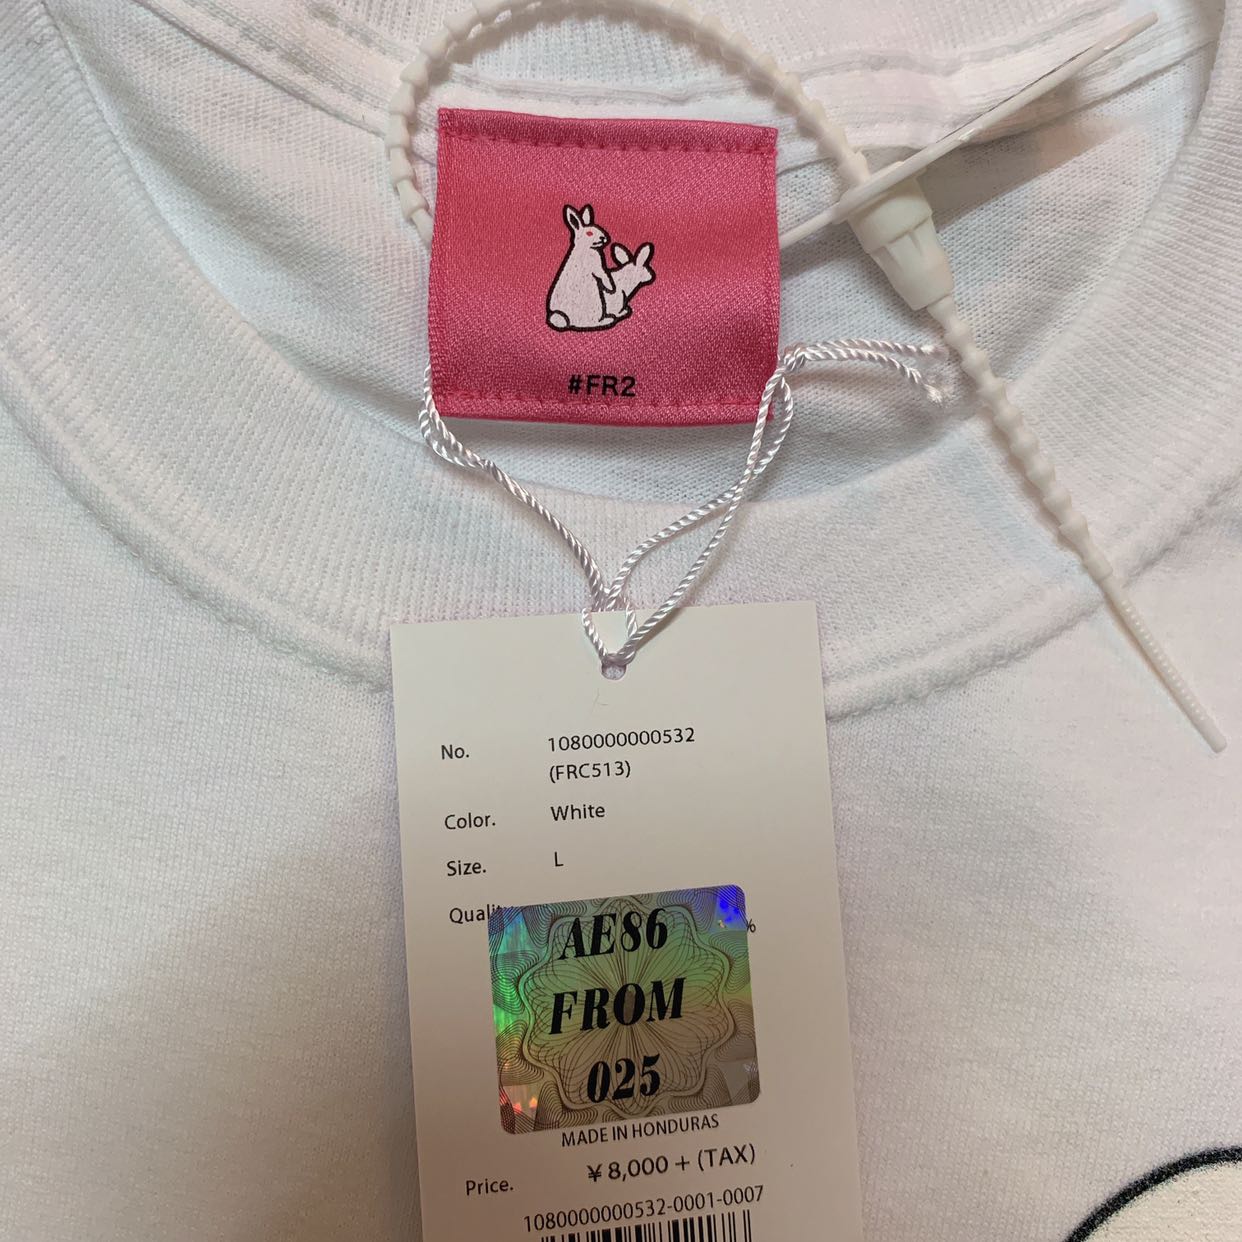 #FR2
No. 1080000000532
(FRC513)
Color. White
Size. L
%
AE86
FROM
025
MADE IN HONDURAS
Price. ¥8,000 + (TAX)
1080000000532-0001-0007